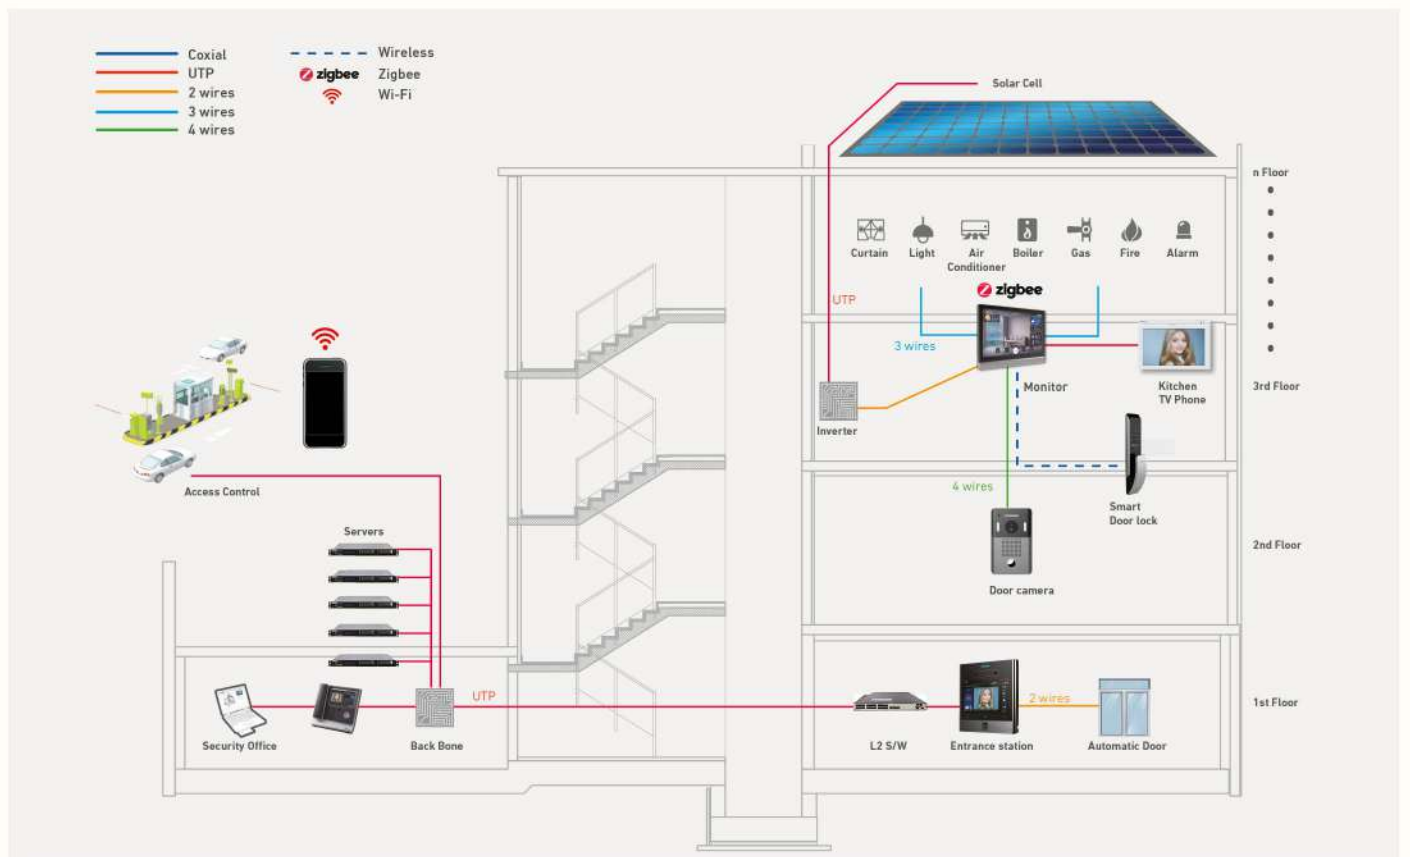 Coxial
UTP
2 wires
3 wires
4 wires
Wireless
zigbee Zigbee
Wi-Fi
Solar Cell
n Floor
Curtain
Light
Air
Conditioner
Boiler
Gas
Fire
Alarm
zigbee
UTP
3 wires
Monitor
Kitchen
TV Phone
3rd Floor
Inverter
4 wires
Smart
Door lock
Access Control
Servers
2nd Floor
Door camera
UTP
2 wires
1st Floor
Security Office
Back Bone
L2 S/W
Entrance station
Automatic Door